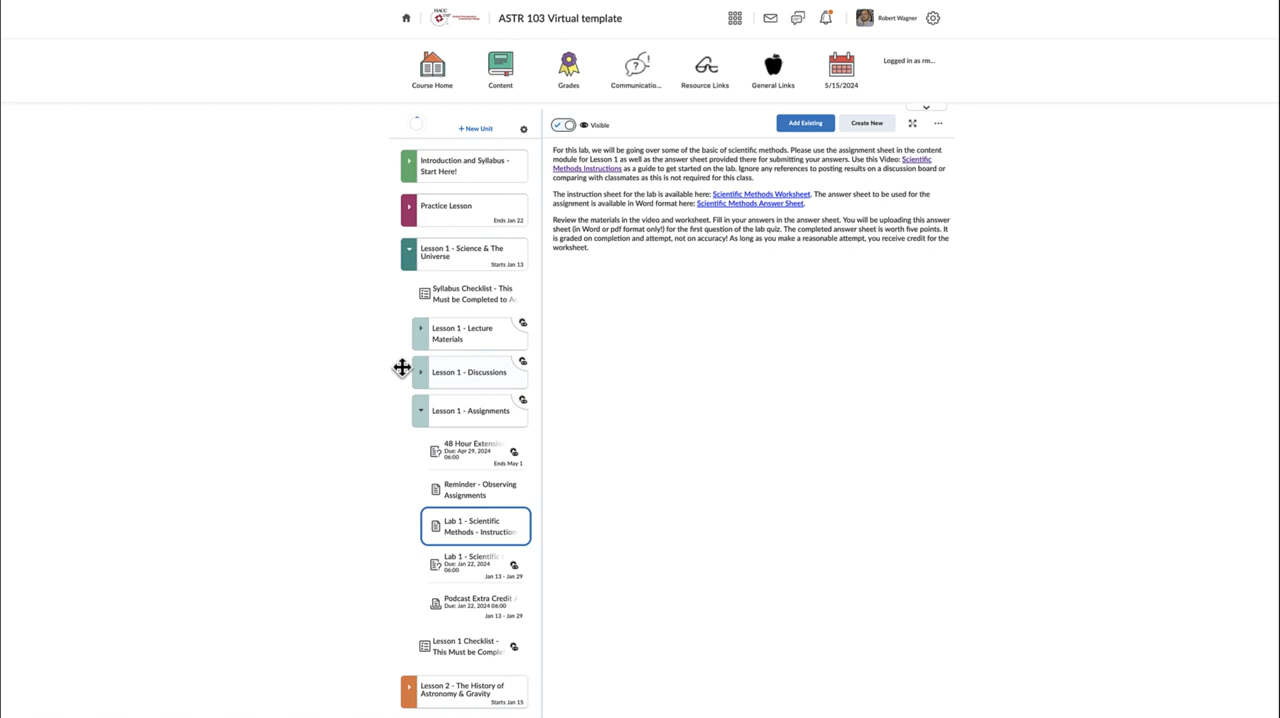 HACC
ASTR 103 Virtual template
Robert Wagner
Course Home
Content
Grades
Communicatio...
Resource Links
General Links
5/15/2024
Logged in as rm...
+ New Unit
Visible
Add Existing
Create New
Introduction and Syllabus -
Start Here!
Practice Lesson
Ends Jan 22
Lesson 1 - Science & The
Universe
Starts Jan 13
Syllabus Checklist - This
Must be Completed to Ac
Lesson 1 - Lecture
Materials
Lesson 1 - Discussions
Lesson 1 - Assignments
48 Hour Extensi
Due: Apr 29, 2024
06:00
Ends May 1
Reminder - Observing
Assignments
Lab 1 - Scientific
Methods - Instruction
Lab 1 - Scientific
Due: Jan 22, 2024
06:00
Jan 13 - Jan 29
Podcast Extra Credit A
Due: Jan 22, 2024 06:00
Jan 13 - Jan 29
Lesson 1 Checklist -
This Must be Comple
Lesson 2 - The History of
Astronomy & Gravity
Starts Jan 15
For this lab, we will be going over some of the basic of scientific methods. Please use the assignment sheet in the content
module for Lesson 1 as well as the answer sheet provided there for submitting your answers. Use this Video: Scientific
Methods Instructions as a guide to get started on the lab. Ignore any references to posting results on a discussion board or
comparing with classmates as this is not required for this class.
The instruction sheet for the lab is available here: Scientific Methods Worksheet. The answer sheet to be used for the
assignment is available in Word format here: Scientific Methods Answer Sheet.
Review the materials in the video and worksheet. Fill in your answers in the answer sheet. You will be uploading this answer
sheet (in Word or pdf format only!) for the first question of the lab quiz. The completed answer sheet is worth five points. It
is graded on completion and attempt, not on accuracy! As long as you make a reasonable attempt, you receive credit for the
worksheet.